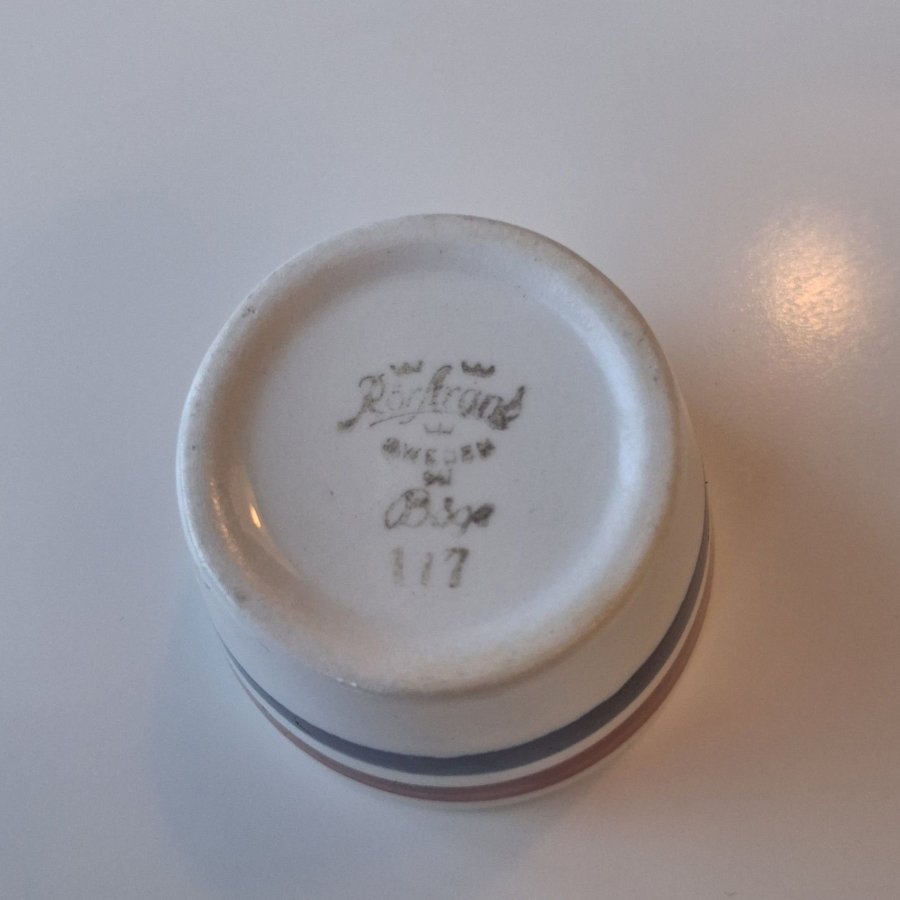 Rörstrand
SWEDEN
117